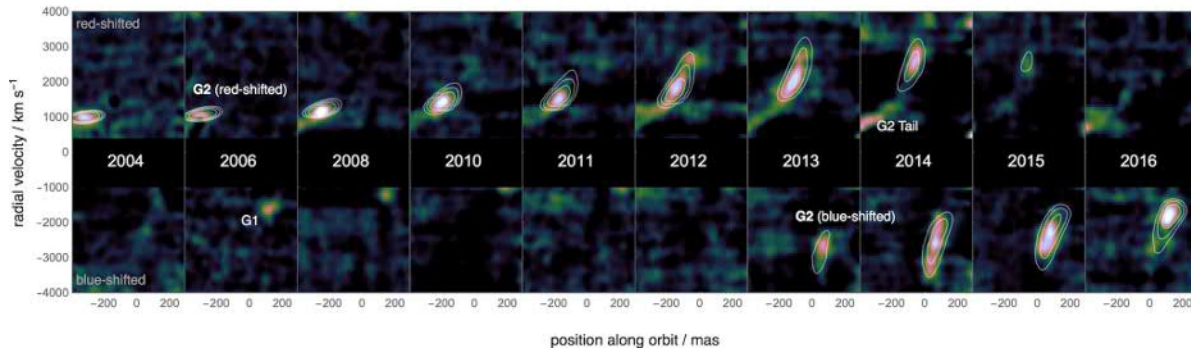 red-shifted
4000
3000
2000
1000
0
−1000
−2000
−3000
−4000
radial velocity / km s⁻¹
G2 (red-shifted)
G2 Tail
2004
2006
2008
2010
2011
2012
2013
2014
2015
2016
G1
G2 (blue-shifted)
blue-shifted
−200 0 200 −200 0 200 −200 0 200 −200 0 200 −200 0 200 −200 0 200 −200 0 200 −200 0 200 −200 0 200 −200 0 200
position along orbit / mas